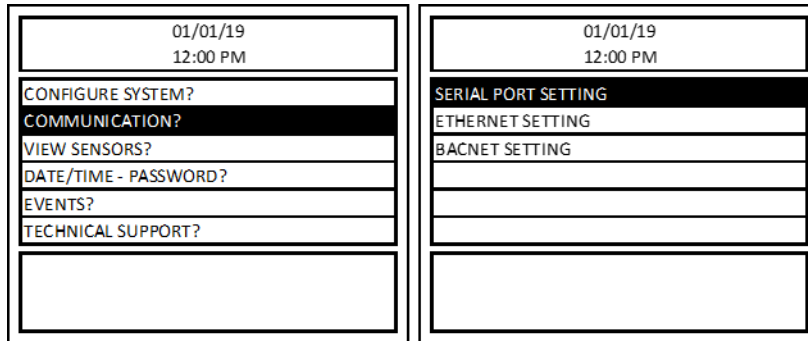 01/01/19
12:00 PM
CONFIGURE SYSTEM?
COMMUNICATION?
VIEW SENSORS?
DATE/TIME - PASSWORD?
EVENTS?
TECHNICAL SUPPORT?
01/01/19
12:00 PM
SERIAL PORT SETTING
ETHERNET SETTING
BACNET SETTING